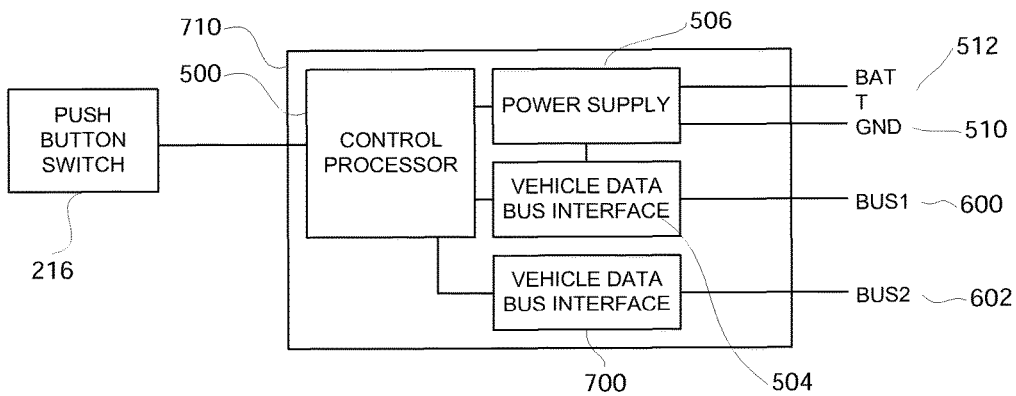 506
710
512
500
BAT
T
PUSH
BUTTON
SWITCH
CONTROL
PROCESSOR
POWER SUPPLY
GND
510
VEHICLE DATA
BUS INTERFACE
BUS1
600
216
VEHICLE DATA
BUS INTERFACE
BUS2
602
700
504